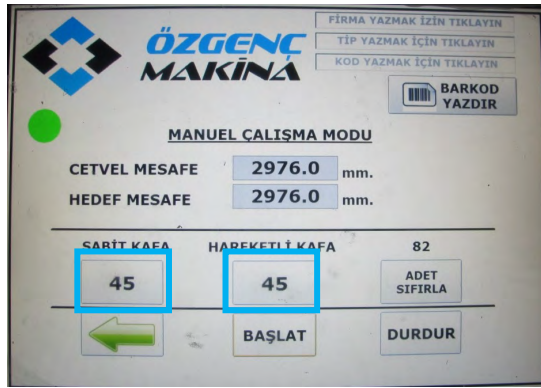 FİRMA YAZMAK İZİN TIKLAYIN
ÖZGENÇ
MAKİNA
TİP YAZMAK İÇİN TIKLAYIN
KOD YAZMAK İÇİN TIKLAYIN
BARKOD
YAZDIR
MANUEL ÇALIŞMA MODU
CETVEL MESAFE 2976.0 mm.
HEDEF MESAFE 2976.0 mm.
SABİT KAFA HAREKETLİ KAFA 82
45 45 ADET
SIFIRLA
BAŞLAT DURDUR